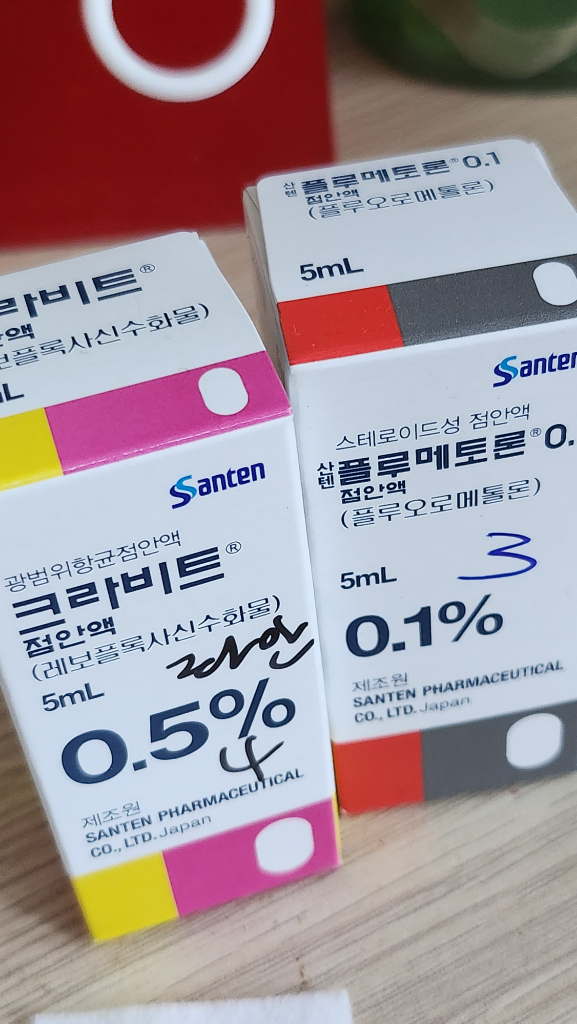 라비트®
안액
보플록사신수화물)
mL
Santen
광범위항균점안액
크라비트®
점안액
(레보플록사신수화물)
5mL
0.5%
4
제조원
SANTEN PHARMACEUTICAL
CO., LTD. Japan
산텐 플루메토론® 0.1
점안액
(플루오로메톨론)
5mL
Santen
스테로이드성 점안액
산텐 플루메토론® 0.
점안액
(플루오로메톨론)
5mL
3
0.1%
제조원
SANTEN PHARMACEUTICAL
CO., LTD. Japan